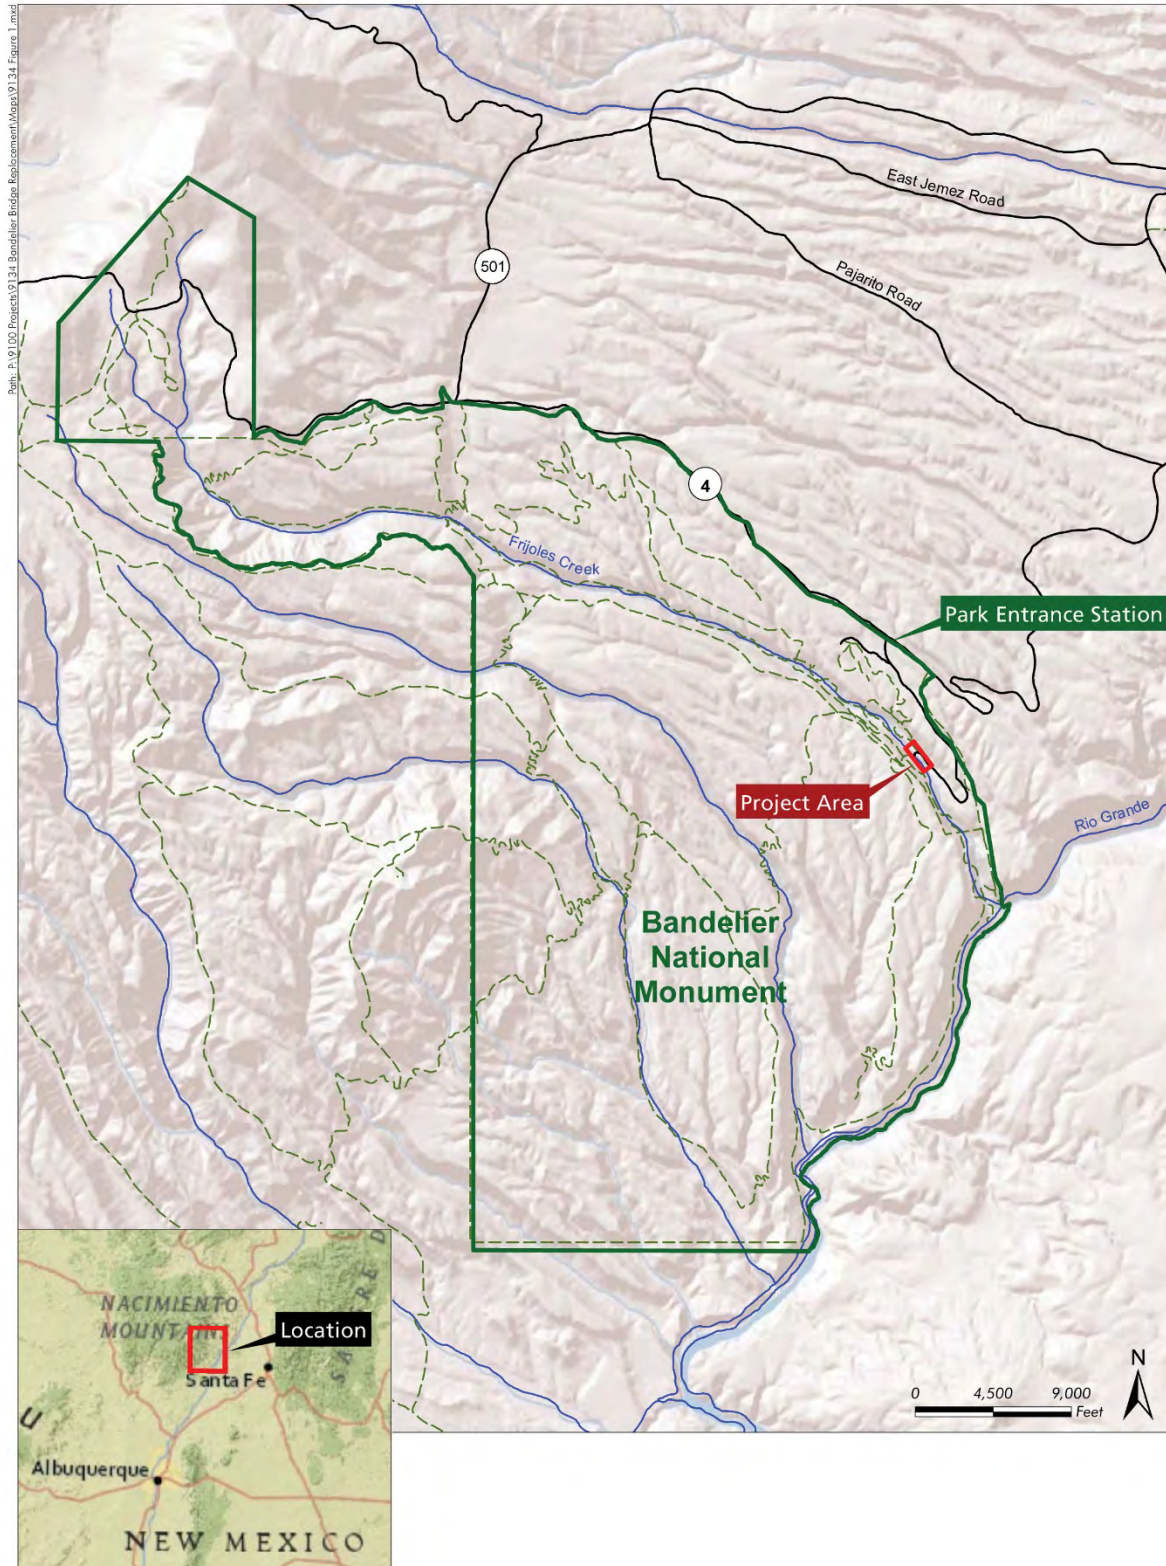 Path: P:\9100 Projects\9134 Bandelier Bridge Replacement\Maps\9134 Figure 1.mxd
East Jemez Road
501
Pajarito Road
4
Frijoles Creek
Park Entrance Station
Project Area
Rio Grande
Bandelier
National
Monument
NACIMIENTO
MOUNTAIN
Location
Santa Fe
SANGRE D
U
Albuquerque
NEW MEXICO
N
0 4,500 9,000
Feet